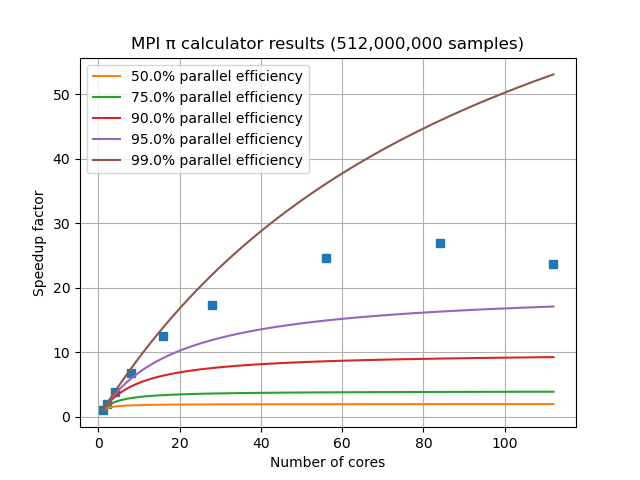 MPI π calculator results (512,000,000 samples)
50.0% parallel efficiency
75.0% parallel efficiency
90.0% parallel efficiency
95.0% parallel efficiency
99.0% parallel efficiency
Speedup factor
50
40
30
20
10
0
0 20 40 60 80 100
Number of cores